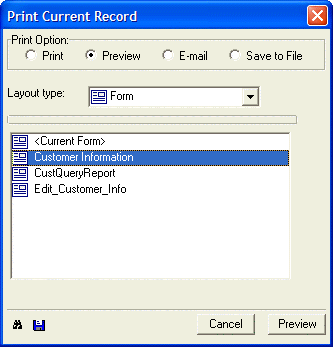 Print Current Record
Print Option:
Print Preview E-mail Save to File
Layout type: Form
<Current Form>
Customer Information
CustQueryReport
Edit_Customer_Info
Cancel Preview